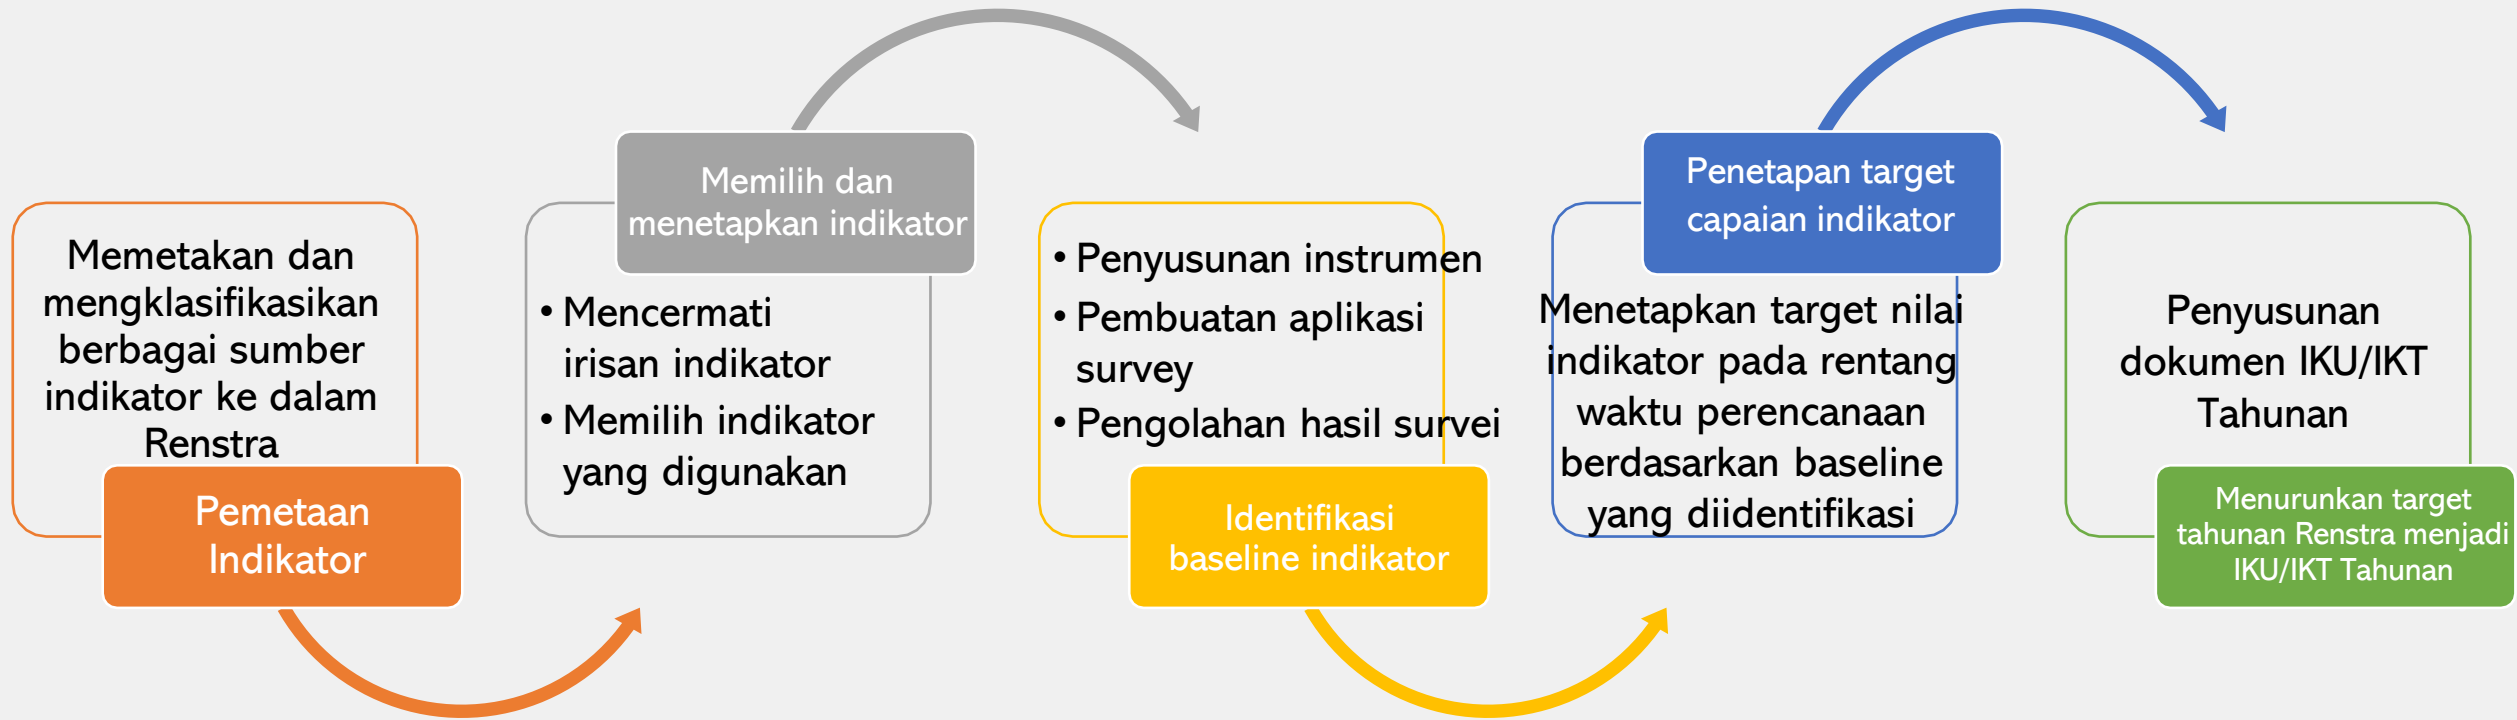 Memetakan dan
mengklasifikasikan
berbagai sumber
indikator ke dalam
Renstra
Pemetaan
Indikator
Memilih dan
menetapkan indikator
• Mencermati
irisan indikator
• Memilih indikator
yang digunakan
• Penyusunan instrumen
• Pembuatan aplikasi
survey
• Pengolahan hasil survei
Identifikasi
baseline indikator
Penetapan target
capaian indikator
Menetapkan target nilai
indikator pada rentang
waktu perencanaan
berdasarkan baseline
yang diidentifikasi
Penyusunan
dokumen IKU/IKT
Tahunan
Menurunkan target
tahunan Renstra menjadi
IKU/IKT Tahunan